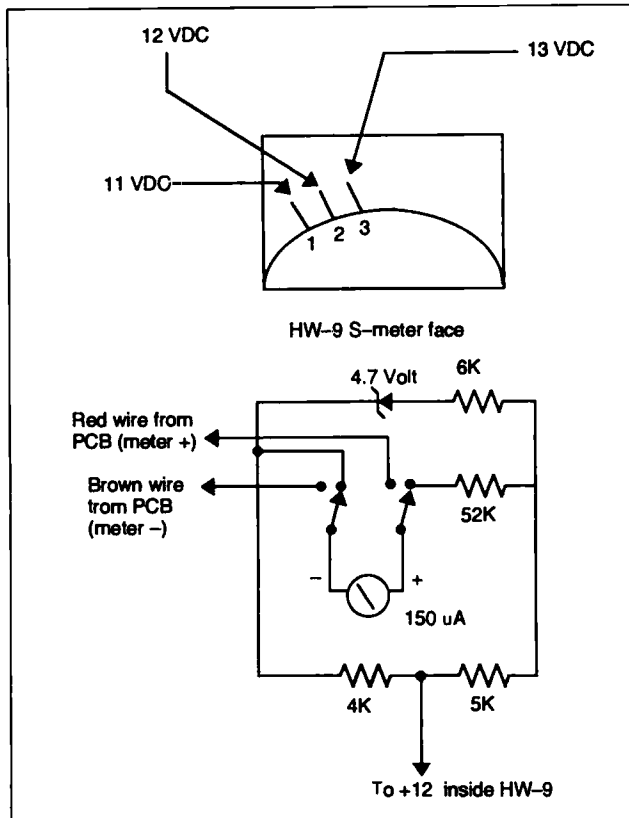 12 VDC
13 VDC
11 VDC
1 2 3
HW–9 S–meter face
6K
4.7 Volt
Red wire from
PCB (meter +)
Brown wire
trom PCB
(meter –)
52K
– +
150 uA
4K
5K
To +12 inside HW–9